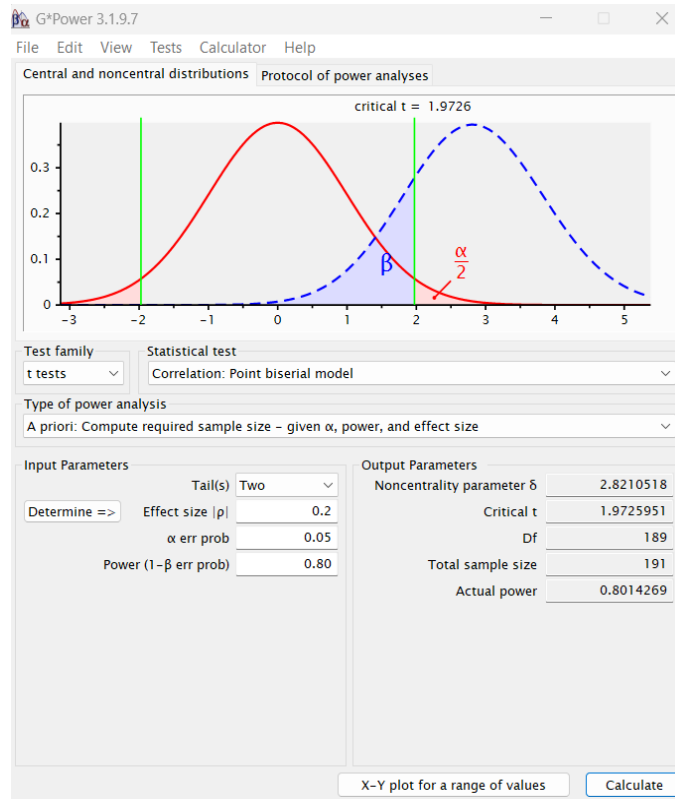 G*Power 3.1.9.7
File Edit View Tests Calculator Help
Central and noncentral distributions Protocol of power analyses
critical t = 1.9726
0.3
0.2
0.1
0
β
α
2
-3 -2 -1 0 1 2 3 4 5
Test family Statistical test
t tests Correlation: Point biserial model
Type of power analysis
A priori: Compute required sample size – given α, power, and effect size
Input Parameters
Tail(s) Two
Determine => Effect size |ρ| 0.2
α err prob 0.05
Power (1-β err prob) 0.80
Output Parameters
Noncentrality parameter δ 2.8210518
Critical t 1.9725951
Df 189
Total sample size 191
Actual power 0.8014269
X-Y plot for a range of values Calculate